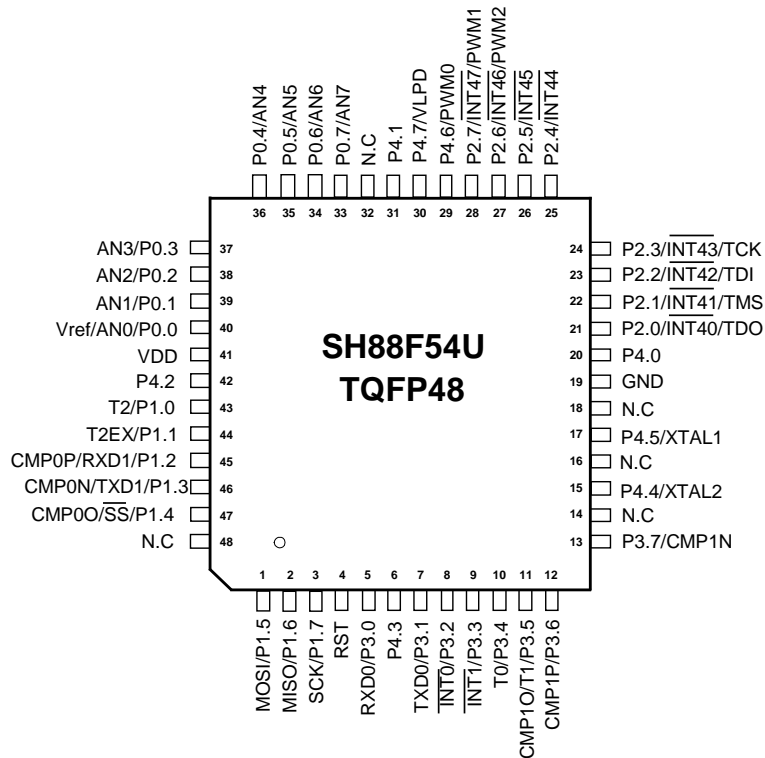 P0.4/AN4
P0.5/AN5
P0.6/AN6
P0.7/AN7
N.C
P4.1
P4.7/VLPD
P4.6/PWM0
P2.7/INT47/PWM1
P2.6/INT46/PWM2
P2.5/INT45
P2.4/INT44
36 35 34 33 32 31 30 29 28 27 26 25
AN3/P0.3 37
AN2/P0.2 38
AN1/P0.1 39
Vref/AN0/P0.0 40
VDD 41
P4.2 42
T2/P1.0 43
T2EX/P1.1 44
CMP0P/RXD1/P1.2 45
CMP0N/TXD1/P1.3 46
CMP0O/SS/P1.4 47
N.C 48
SH88F54U
TQFP48
24 P2.3/INT43/TCK
23 P2.2/INT42/TDI
22 P2.1/INT41/TMS
21 P2.0/INT40/TDO
20 P4.0
19 GND
18 N.C
17 P4.5/XTAL1
16 N.C
15 P4.4/XTAL2
14 N.C
13 P3.7/CMP1N
1 2 3 4 5 6 7 8 9 10 11 12
MOSI/P1.5
MISO/P1.6
SCK/P1.7
RST
RXD0/P3.0
P4.3
TXD0/P3.1
INT0/P3.2
INT1/P3.3
T0/P3.4
CMP1O/T1/P3.5
CMP1P/P3.6